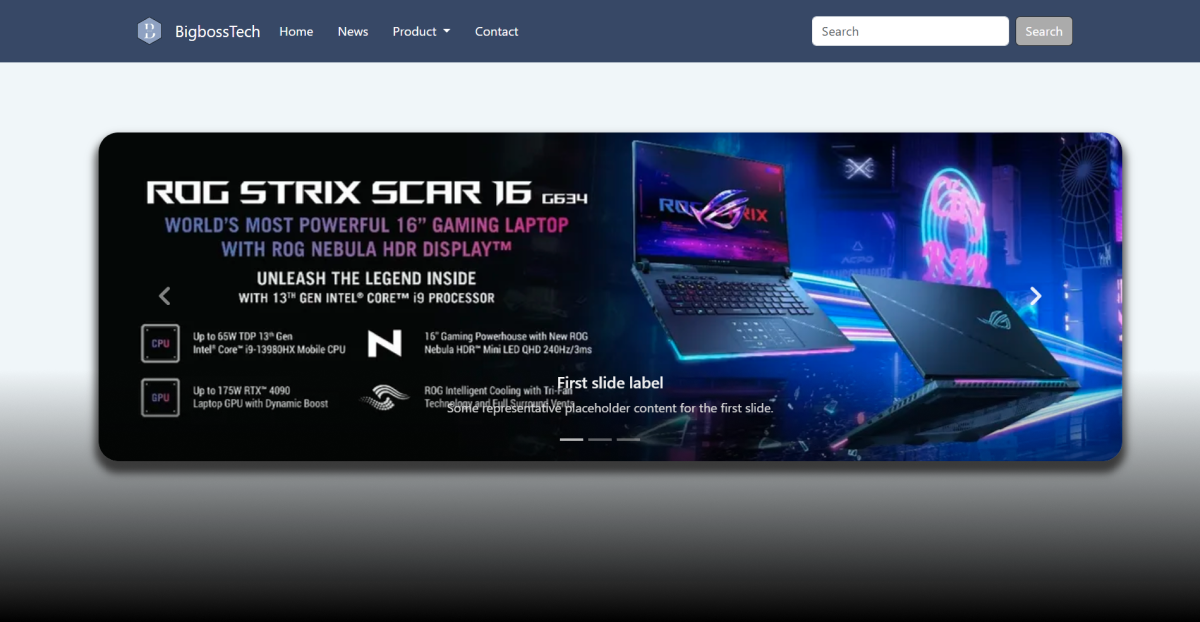 BigbossTech
Home
News
Product
Contact
Search
Search
ROG STRIX SCAR 16 G634
WORLD'S MOST POWERFUL 16” GAMING LAPTOP
WITH ROG NEBULA HDR DISPLAY™
UNLEASH THE LEGEND INSIDE
WITH 13TH GEN INTEL® CORE™ i9 PROCESSOR
CPU
Up to 65W TDP 13th Gen
Intel® Core™ i9-13980HX Mobile CPU
16" Gaming Powerhouse with New ROG
Nebula HDR™ Mini LED QHD 240Hz/3ms
GPU
Up to 175W RTX™ 4090
Laptop GPU with Dynamic Boost
ROG Intelligent Cooling with Tri-Fan
Technology and Full Surround Vents
First slide label
Some representative placeholder content for the first slide.